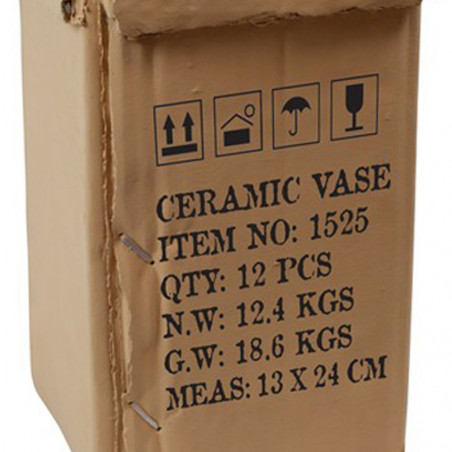 CERAMIC VASE
ITEM NO: 1525
QTY: 12 PCS
N.W: 12.4 KGS
G.W: 18.6 KGS
MEAS: 13 X 24 CM